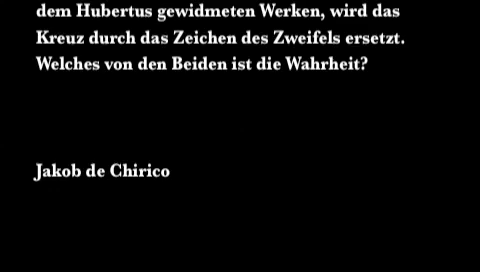 dem Hubertus gewidmeten Werken, wird das
Kreuz durch das Zeichen des Zweifels ersetzt.
Welches von den Beiden ist die Wahrheit?
Jakob de Chirico